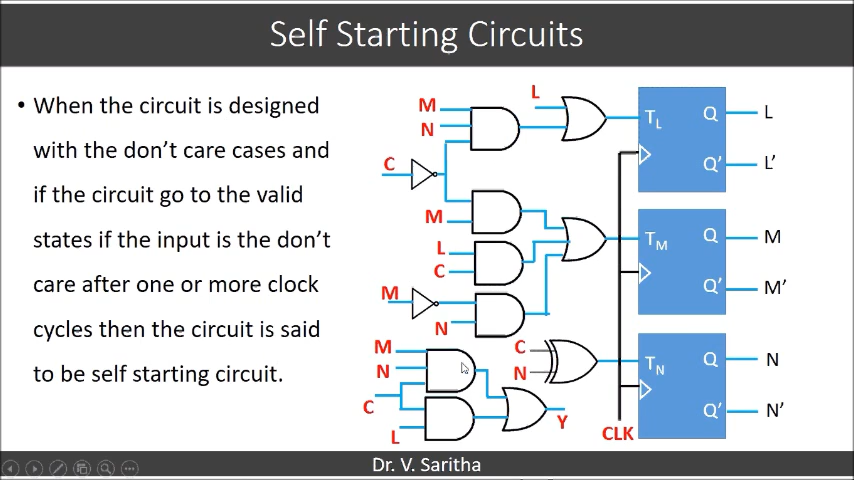 Self Starting Circuits
• When the circuit is designed
with the don't care cases and
if the circuit go to the valid
states if the input is the don't
care after one or more clock
cycles then the circuit is said
to be self starting circuit.
M
N
C
L
M
L
C
M
N
M
N
C
L
Y
C
N
CLK
TL
Q
L
Q'
L'
TM
Q
M
Q'
M'
TN
Q
N
Q'
N'
Dr. V. Saritha